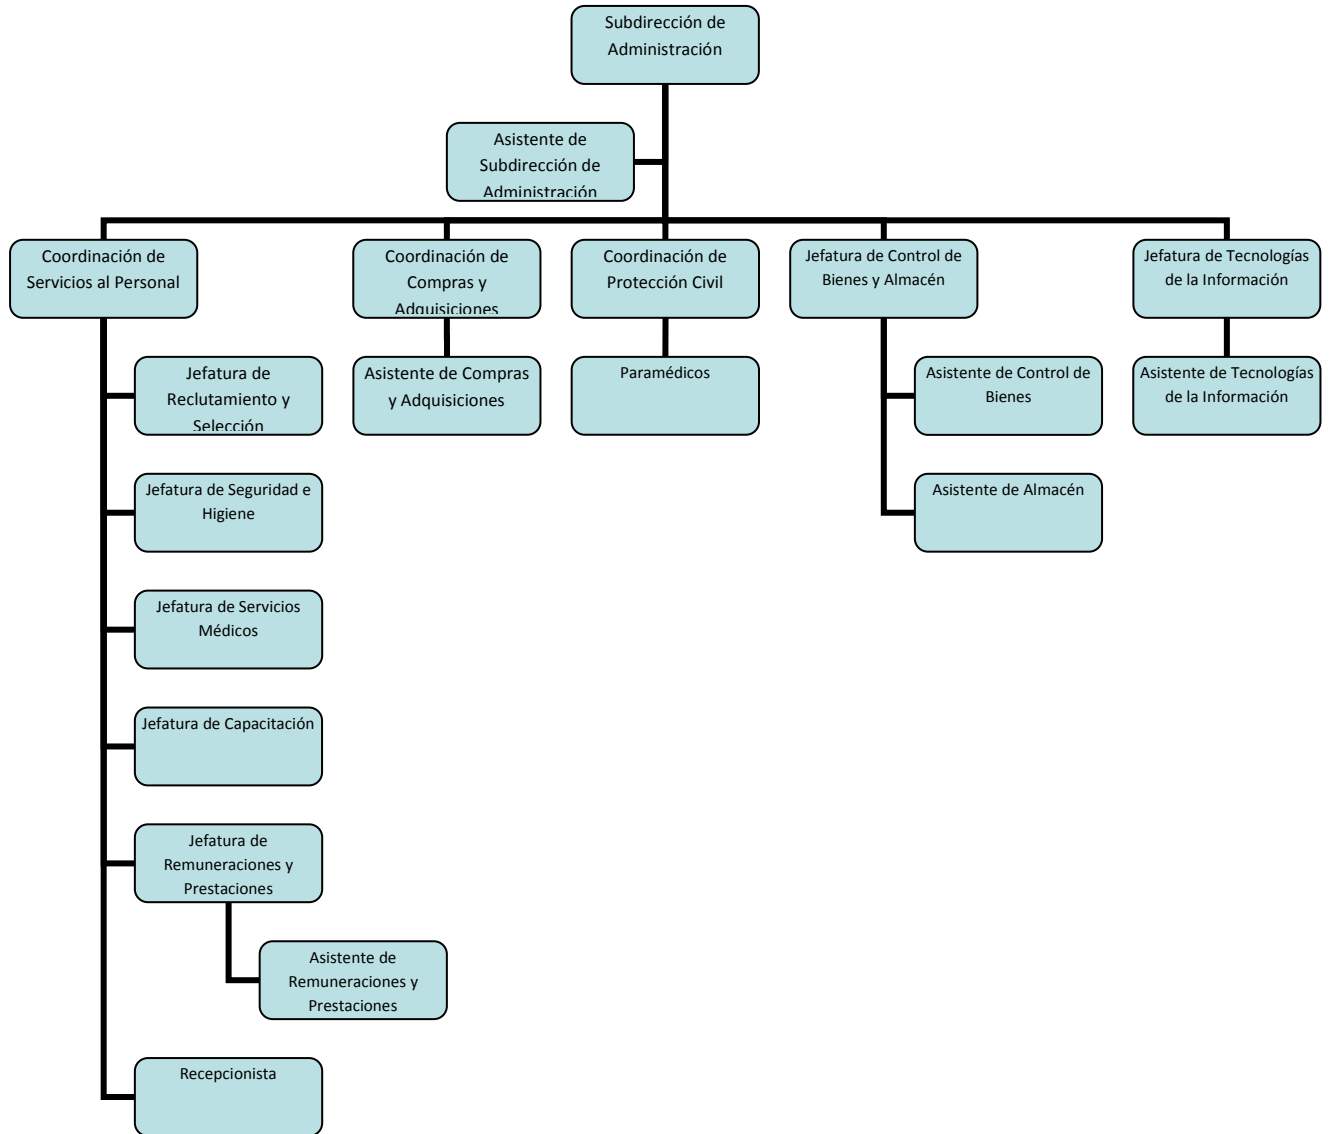 Subdirección de
Administración
Asistente de
Subdirección de
Administración
Coordinación de
Servicios al Personal
Coordinación de
Compras y
Adquisiciones
Coordinación de
Protección Civil
Jefatura de Control de
Bienes y Almacén
Jefatura de Tecnologías
de la Información
Jefatura de
Reclutamiento y
Selección
Asistente de Compras
y Adquisiciones
Paramédicos
Asistente de Control de
Bienes
Asistente de Tecnologías
de la Información
Jefatura de Seguridad e
Higiene
Asistente de Almacén
Jefatura de Servicios
Médicos
Jefatura de Capacitación
Jefatura de
Remuneraciones y
Prestaciones
Asistente de
Remuneraciones y
Prestaciones
Recepcionista